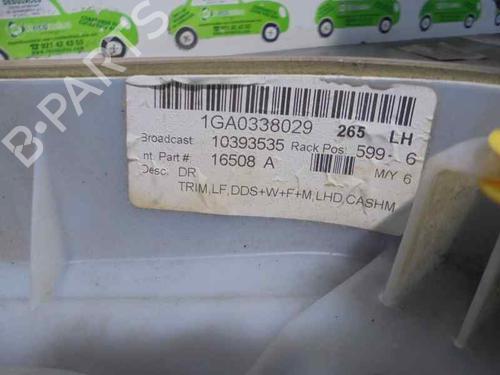 1GA0338029 265 LH
Broadcast: 10393535 Rack Pos: 599- 6
nt. Part #: 16508 A M/Y 6
Desc. DR
TRIM,LF,DDS+W+F+M,LHD,CASHM
B-PARTS